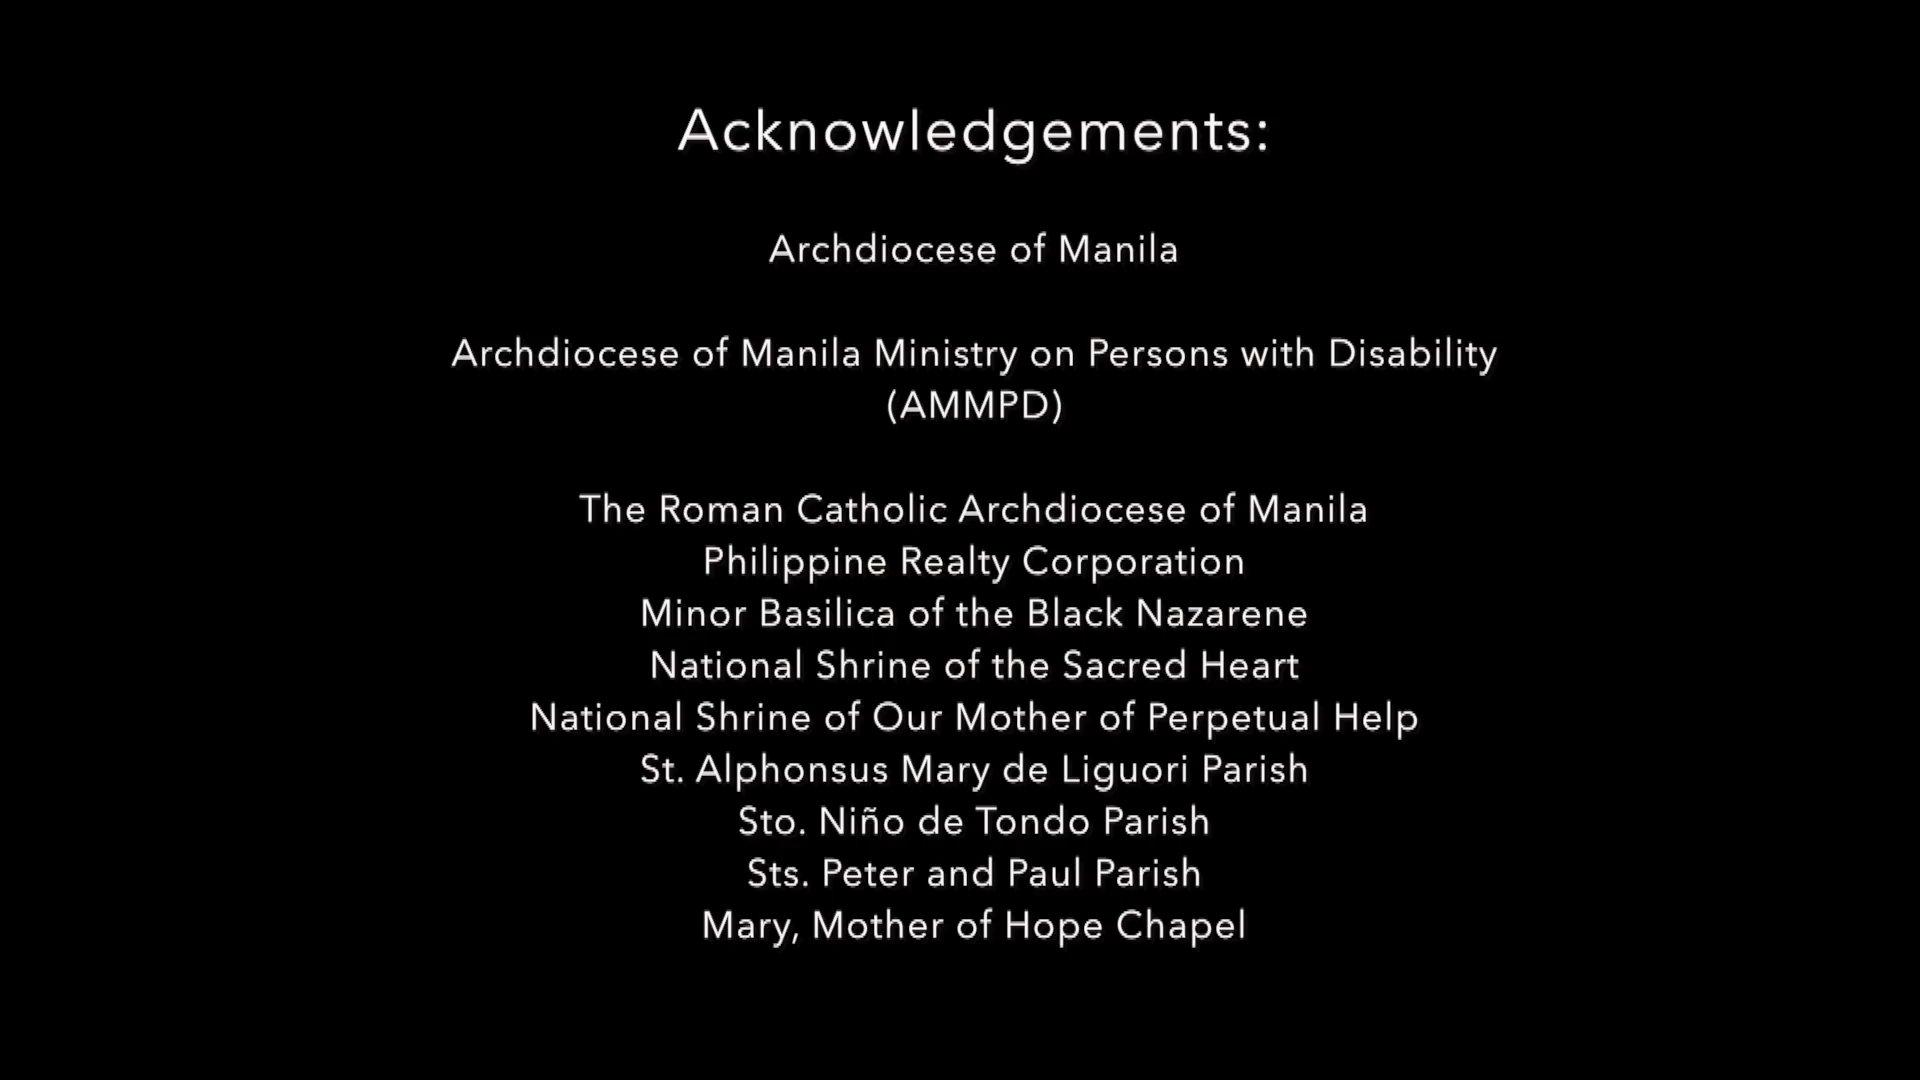 Acknowledgements:
Archdiocese of Manila
Archdiocese of Manila Ministry on Persons with Disability
(AMMPD)
The Roman Catholic Archdiocese of Manila
Philippine Realty Corporation
Minor Basilica of the Black Nazarene
National Shrine of the Sacred Heart
National Shrine of Our Mother of Perpetual Help
St. Alphonsus Mary de Liguori Parish
Sto. Niño de Tondo Parish
Sts. Peter and Paul Parish
Mary, Mother of Hope Chapel